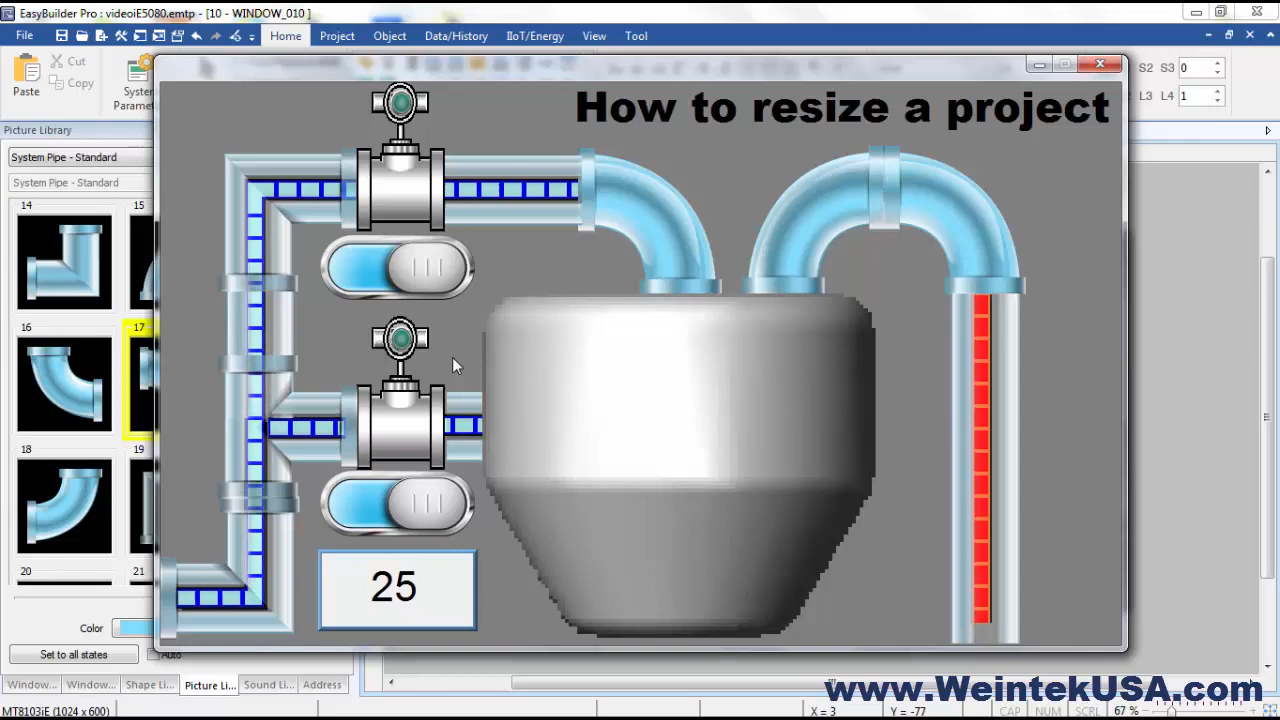 EasyBuilder Pro : videoiE5080.emtp - [10 - WINDOW_010 ]
File Home Project Object Data/History IIoT/Energy View Tool
Paste
Cut
Copy
System
Parame
S2 S3 0
L3 L4 1
Picture Library
System Pipe - Standard
System Pipe - Standard
14 15
16 17
18 19
20 21
Color
Set to all states
Auto
Window... Window... Shape Li... Picture Li... Sound Li... Address
How to resize a project
25
www.WeintekUSA.com
MT8103iE (1024 x 600)
X = 3 Y = -77 CAP NUM SCRL 67 %